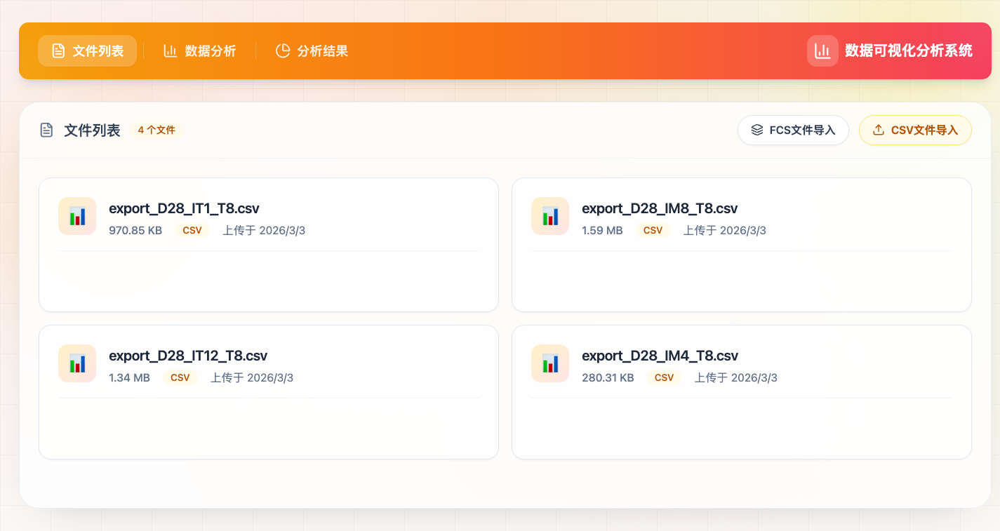 文件列表
数据分析
分析结果
数据可视化分析系统
文件列表
4 个文件
FCS文件导入
CSV文件导入
export_D28_IT1_T8.csv
970.85 KB CSV 上传于 2026/3/3
export_D28_IM8_T8.csv
1.59 MB CSV 上传于 2026/3/3
export_D28_IT12_T8.csv
1.34 MB CSV 上传于 2026/3/3
export_D28_IM4_T8.csv
280.31 KB CSV 上传于 2026/3/3